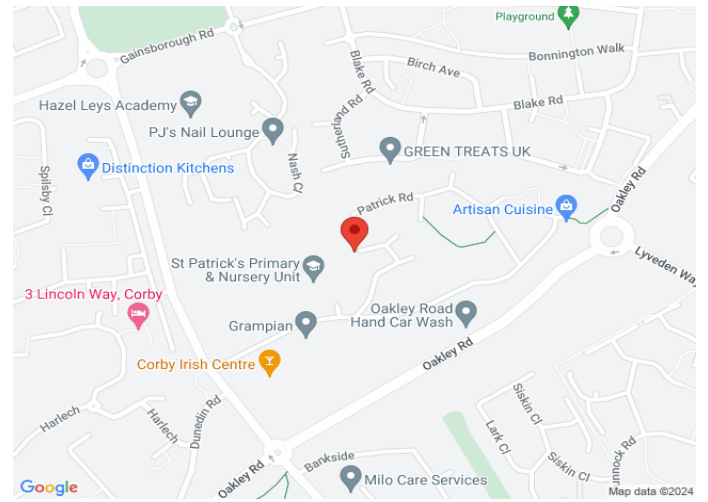 Playground
Gainsborough Rd
Bonnington Walk
Blake Rd
Birch Ave
Hazel Leys Academy
Blake Rd
PJ's Nail Lounge
Sutherland Rd
Nash Ct
GREEN TREATS UK
Distinction Kitchens
Spilsby Cl
Patrick Rd
Artisan Cuisine
Oakley Rd
Lyveden Way
St Patrick's Primary
& Nursery Unit
3 Lincoln Way, Corby
Oakley Road
Hand Car Wash
Grampian
Corby Irish Centre
Oakley Rd
Harlech
Harlech
Dunedin Rd
Siskin Cl
Lark Cl
Siskin Cl
unnock Rd
Bankside
Oakley Rd
Milo Care Services
Google
Map data ©2024